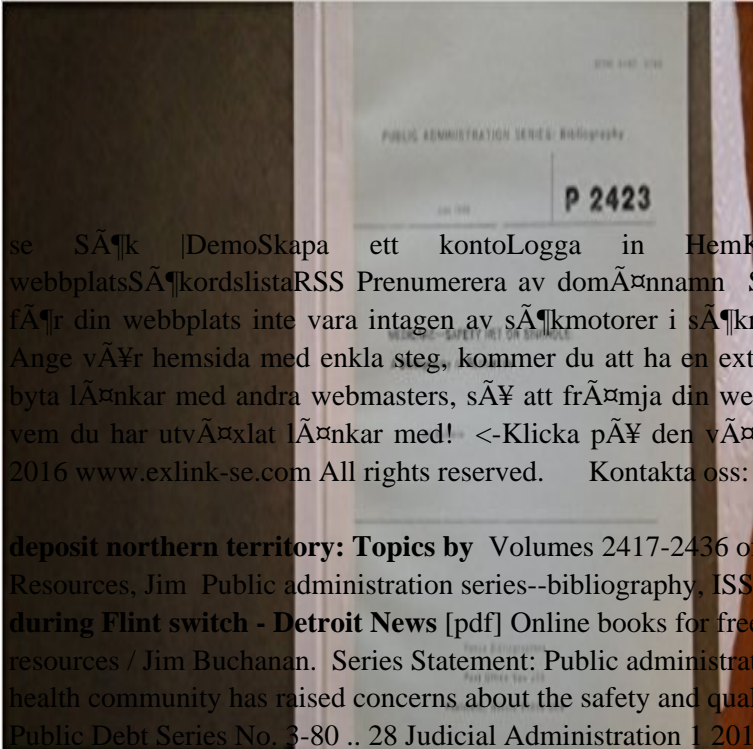 PUBLIC ADMINISTRATION SERIES: Bibliography
P 2423
se SÃ¶k |DemoSkapa ett kontoLogga in HemK
webbplatsSÃ¶kordslistaRSS Prenumerera av domÃ¤nnamn S
fÃ¶r din webbplats inte vara intagen av sÃ¶kmotorer i sÃ¶kr
MEDICARE--SAFETY NET OR
Ange vÃ¥r hemsida med enkla steg, kommer du att ha en ext
byta lÃ¤nkar med andra webmasters, sÃ¥ att frÃ¤mja din we
vem du har utvÃ¤xlat lÃ¤nkar med! <-Klicka pÃ¥ den vÃ¤
2016 www.exlink-se.com All rights reserved. Kontakta oss:
deposit northern territory: Topics by Volumes 2417-2436 o
Resources, Jim Public administration series--bibliography, ISS
during Flint switch - Detroit News [pdf] Online books for free
resources / Jim Buchanan. Series Statement: Public administrat
health community has raised concerns about the safety and qual
Public Debt Series No. 3-80 .. 28 Judicial Administration 1 201